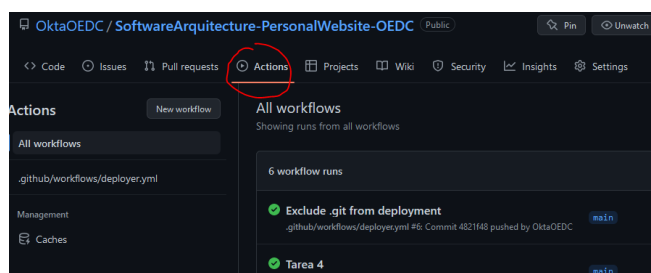 OktaOEDC / SoftwareArquitecture-PersonalWebsite-OEDC Public Pin Unwatch
Code Issues Pull requests Actions Projects Wiki Security Insights Settings
Actions New workflow
All workflows
.github/workflows/deployer.yml
Management
Caches
All workflows
Showing runs from all workflows
6 workflow runs
Exclude .git from deployment
.github/workflows/deployer.yml #6: Commit 4821f48 pushed by OktaOEDC
main
Tarea 4
main